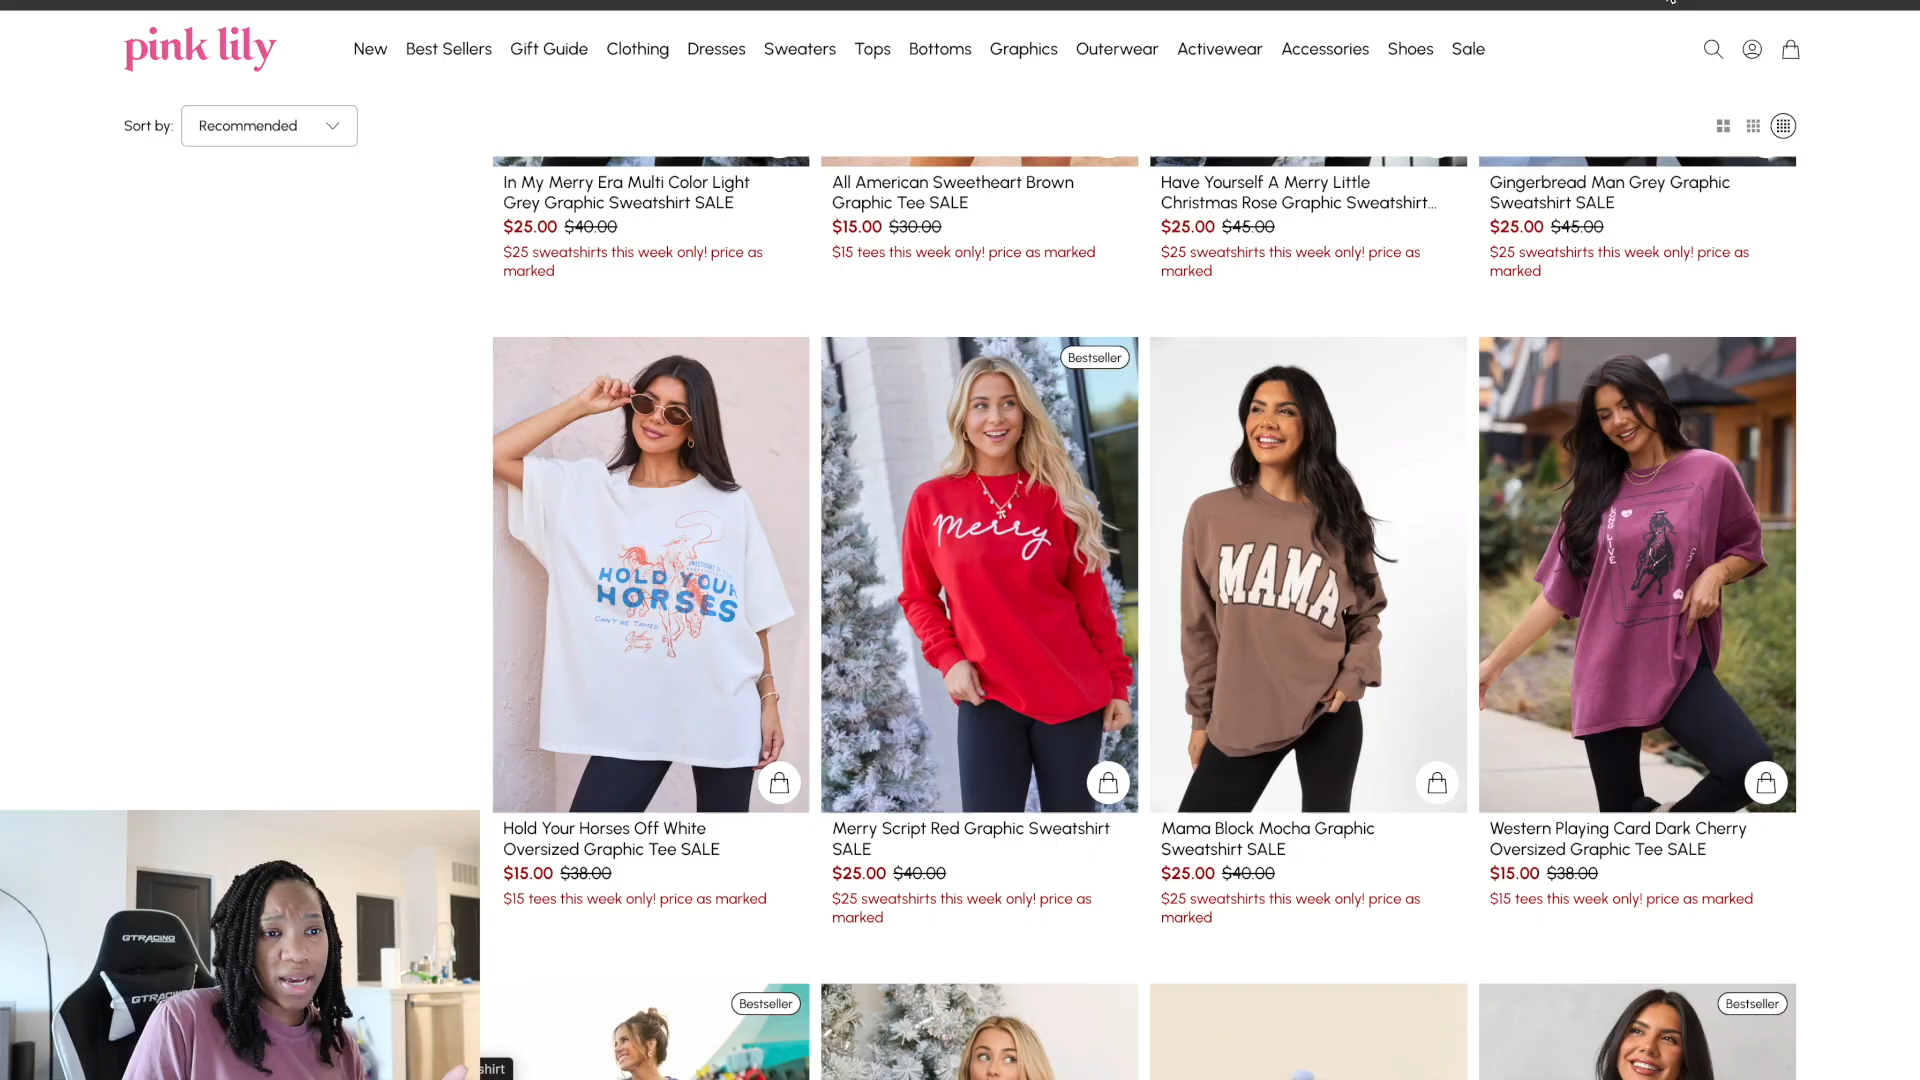 pink lily
New Best Sellers Gift Guide Clothing Dresses Sweaters Tops Bottoms Graphics Outerwear Activewear Accessories Shoes Sale
Sort by: Recommended
In My Merry Era Multi Color Light
Grey Graphic Sweatshirt SALE
$25.00 $40.00
$25 sweatshirts this week only! price as
marked
All American Sweetheart Brown
Graphic Tee SALE
$15.00 $30.00
$15 tees this week only! price as marked
Have Yourself A Merry Little
Christmas Rose Graphic Sweatshirt...
$25.00 $45.00
$25 sweatshirts this week only! price as
marked
Gingerbread Man Grey Graphic
Sweatshirt SALE
$25.00 $45.00
$25 sweatshirts this week only! price as
marked
HOLD YOUR
HORSES
CAN'T BE TAMED
Bestseller
Merry
MAMA
Hold Your Horses Off White
Oversized Graphic Tee SALE
$15.00 $38.00
$15 tees this week only! price as marked
Merry Script Red Graphic Sweatshirt
SALE
$25.00 $40.00
$25 sweatshirts this week only! price as
marked
Mama Block Mocha Graphic
Sweatshirt SALE
$25.00 $40.00
$25 sweatshirts this week only! price as
marked
Western Playing Card Dark Cherry
Oversized Graphic Tee SALE
$15.00 $38.00
$15 tees this week only! price as marked
GTRACING
GTRACING
Bestseller
Bestseller
shirt